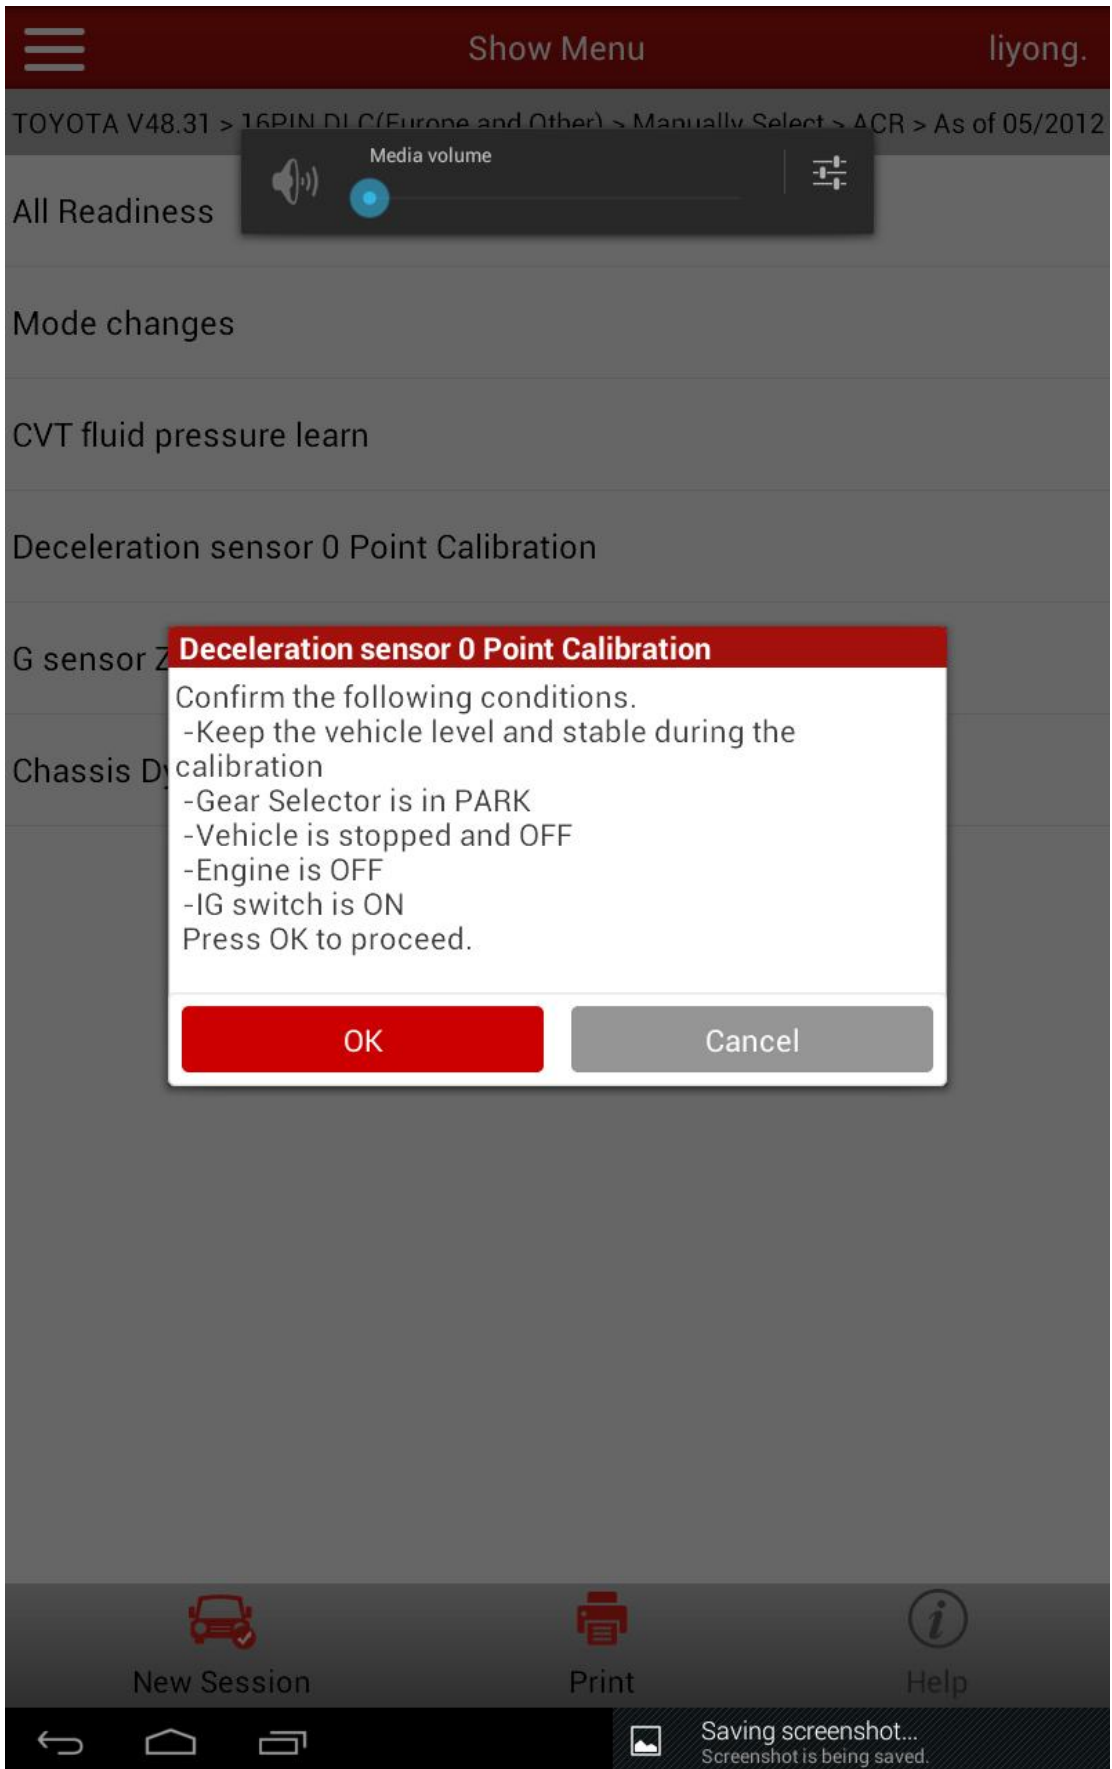 Show Menu
liyong.
TOYOTA V48.31 > 16PIN DLC(Europe and Other) > Manually Select > ACR > As of 05/2012
Media volume
All Readiness
Mode changes
CVT fluid pressure learn
Deceleration sensor 0 Point Calibration
G sensor
Deceleration sensor 0 Point Calibration
Confirm the following conditions.
-Keep the vehicle level and stable during the
calibration
-Gear Selector is in PARK
-Vehicle is stopped and OFF
-Engine is OFF
-IG switch is ON
Press OK to proceed.
Chassis
OK
Cancel
New Session
Print
Help
Saving screenshot...
Screenshot is being saved.